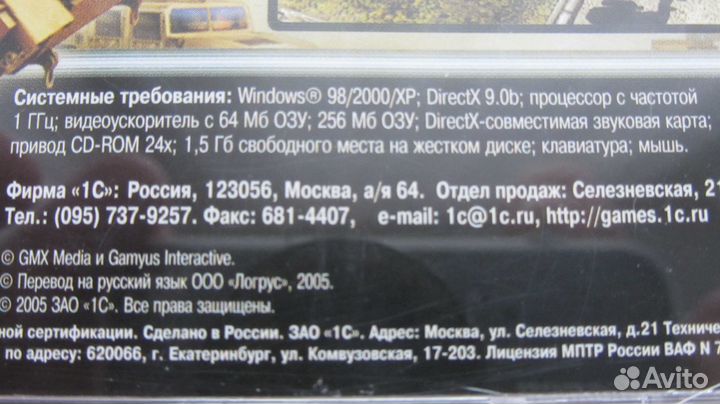 Системные требования: Windows® 98/2000/XP; DirectX 9.0b; процессор с частотой
1 ГГц; видеоускоритель с 64 Мб ОЗУ; 256 Мб ОЗУ; DirectX-совместимая звуковая карта;
привод CD-ROM 24x; 1,5 Гб свободного места на жестком диске; клавиатура; мышь.
Фирма «1С»: Россия, 123056, Москва, а/я 64. Отдел продаж: Селезневская, 21
Тел.: (095) 737-9257. Факс: 681-4407, e-mail: 1c@1c.ru, http://games.1c.ru
© GMX Media и Gamyus Interactive.
© Перевод на русский язык ООО «Логрус», 2005.
© 2005 ЗАО «1С». Все права защищены.
ной сертификации. Сделано в России. ЗАО «1С». Адрес: Москва, ул. Селезневская, д.21 Техниче
по адресу: 620066, г. Екатеринбург, ул. Комвузовская, 17-203. Лицензия МПТР России ВАФ N 7
Avito